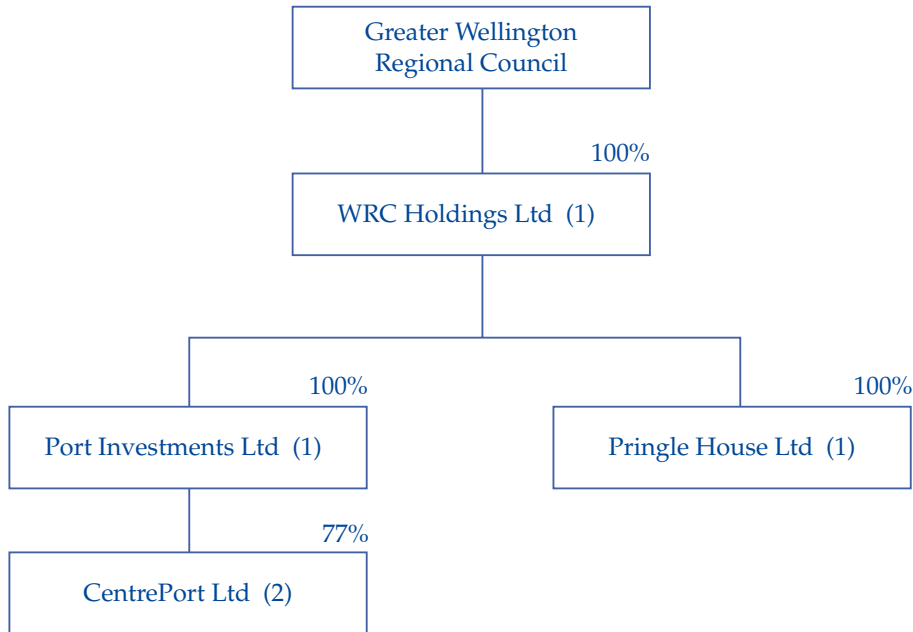 Greater Wellington
Regional Council
100%
WRC Holdings Ltd (1)
100%
100%
Port Investments Ltd (1)
Pringle House Ltd (1)
77%
CentrePort Ltd (2)